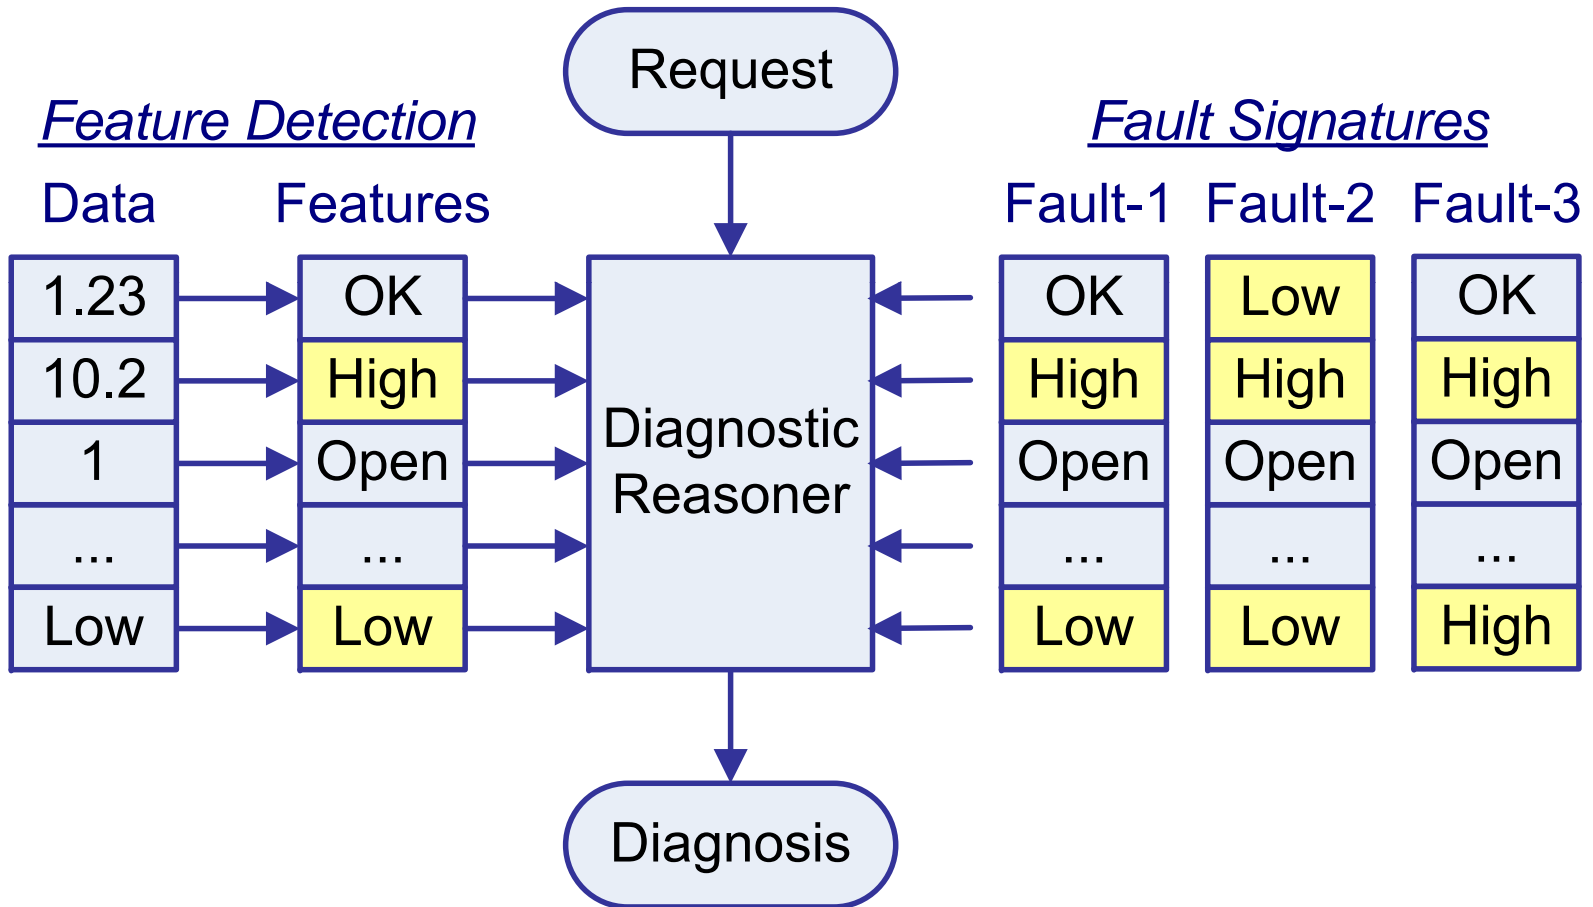 Request
Feature Detection
Fault Signatures
Data Features Fault-1 Fault-2 Fault-3
1.23 OK OK Low OK
10.2 High High High High
1 Open Open Open Open
Diagnostic
Reasoner
... ... ... ... ...
Low Low Low Low High
Diagnosis